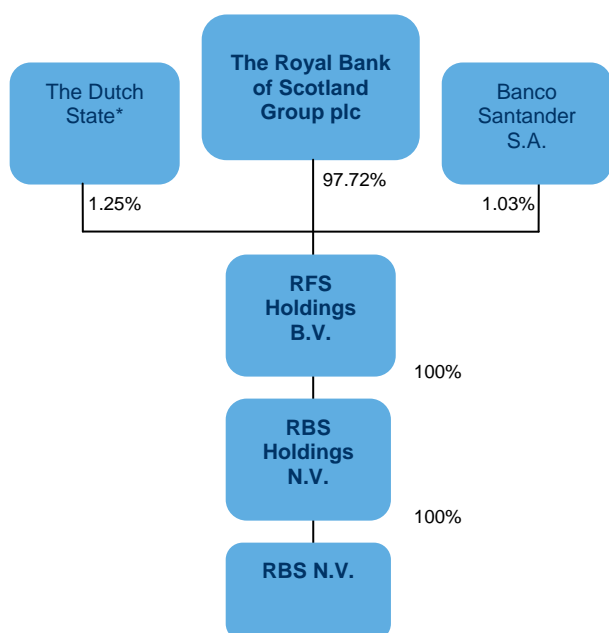 The Dutch
State*
The Royal Bank
of Scotland
Group plc
Banco
Santander
S.A.
1.25%
97.72%
1.03%
RFS
Holdings
B.V.
100%
RBS
Holdings
N.V.
100%
RBS N.V.